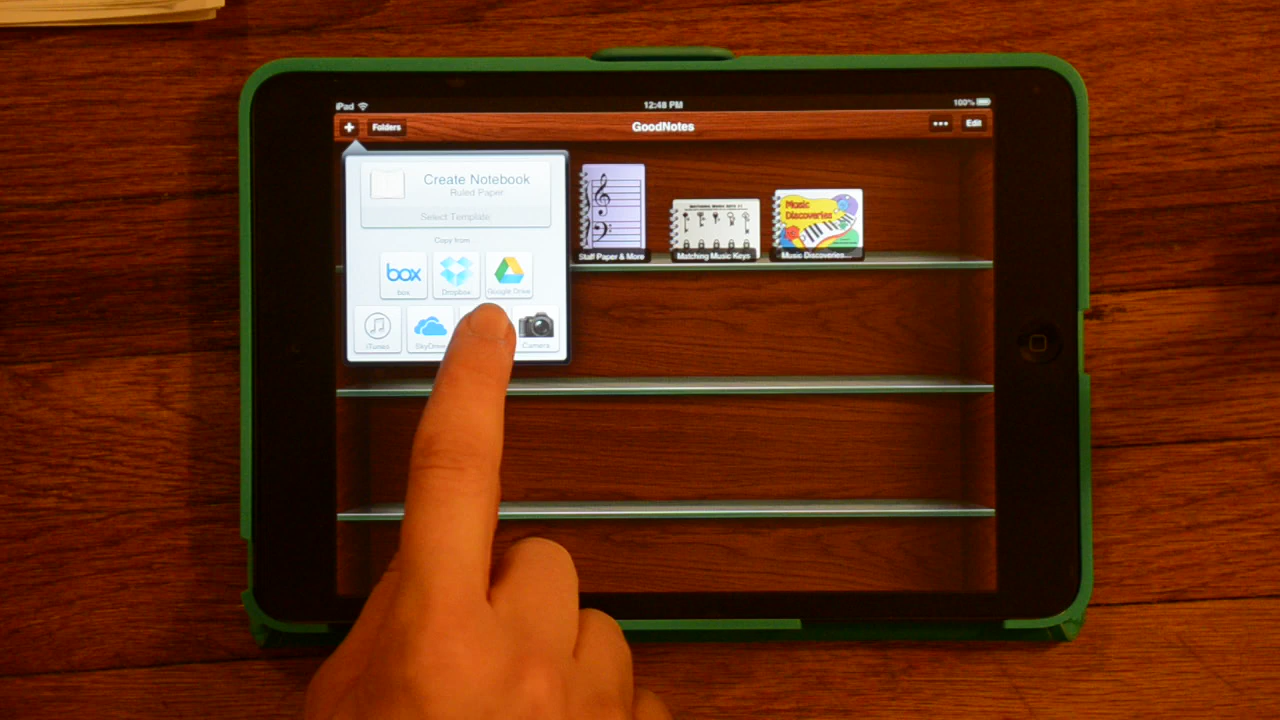 iPad
12:48 PM
100%
+
Folders
GoodNotes
•••
Edit
Create Notebook
Ruled Paper
Select Template
Copy from
box
Dropbox
Google Drive
box
iTunes
SkyDrive
Camera
Staff Paper & More
Matching Music Keys
Music
Discoveries
Music Discoveries...